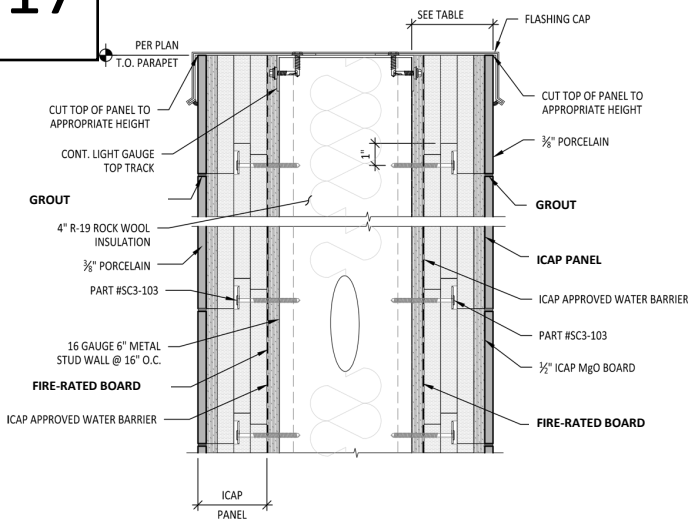 17
SEE TABLE
FLASHING CAP
PER PLAN
T.O. PARAPET
CUT TOP OF PANEL TO
APPROPRIATE HEIGHT
CUT TOP OF PANEL TO
APPROPRIATE HEIGHT
CONT. LIGHT GAUGE
TOP TRACK
1"
⅜" PORCELAIN
GROUT
GROUT
4" R-19 ROCK WOOL
INSULATION
⅜" PORCELAIN
ICAP PANEL
PART #SC3-103
ICAP APPROVED WATER BARRIER
PART #SC3-103
16 GAUGE 6" METAL
STUD WALL @ 16" O.C.
½" ICAP MgO BOARD
FIRE-RATED BOARD
ICAP APPROVED WATER BARRIER
FIRE-RATED BOARD
ICAP
PANEL